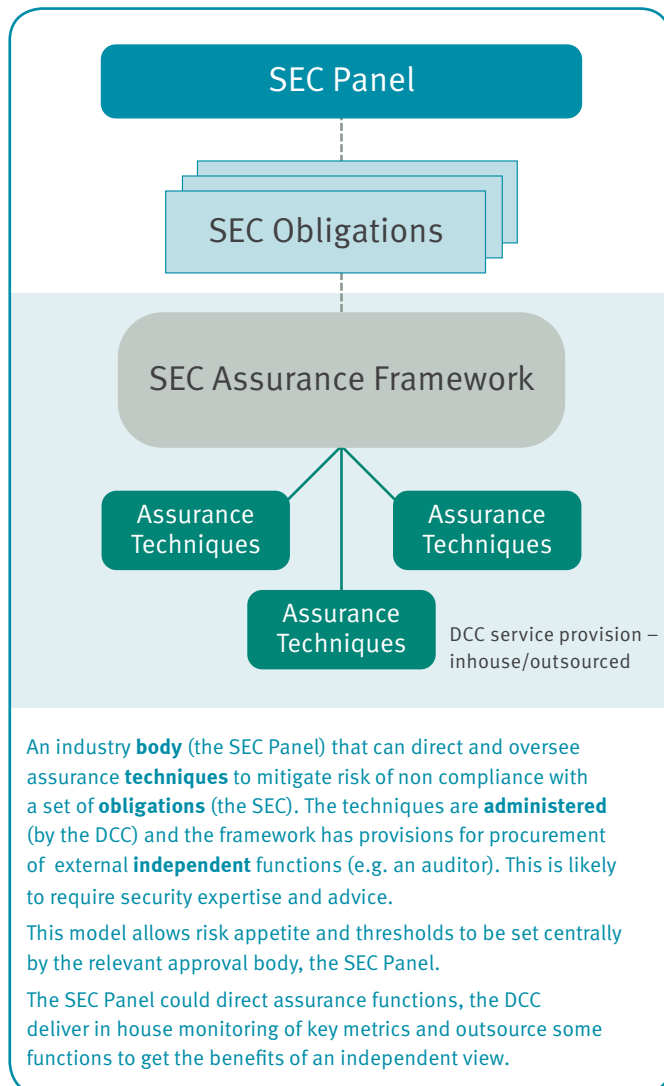 SEC Panel
SEC Obligations
SEC Assurance Framework
Assurance
Techniques
Assurance
Techniques
Assurance
Techniques
DCC service provision –
inhouse/outsourced
An industry body (the SEC Panel) that can direct and oversee
assurance techniques to mitigate risk of non compliance with
a set of obligations (the SEC). The techniques are administered
(by the DCC) and the framework has provisions for procurement
of external independent functions (e.g. an auditor). This is likely
to require security expertise and advice.
This model allows risk appetite and thresholds to be set centrally
by the relevant approval body, the SEC Panel.
The SEC Panel could direct assurance functions, the DCC
deliver in house monitoring of key metrics and outsource some
functions to get the benefits of an independent view.